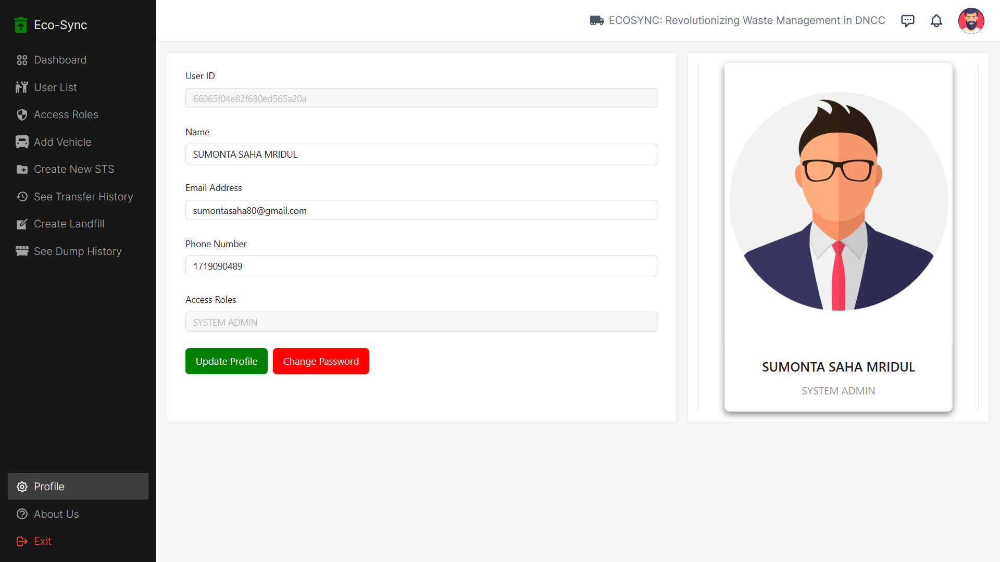 Eco-Sync
Dashboard
User List
Access Roles
Add Vehicle
Create New STS
See Transfer History
Create Landfill
See Dump History
Profile
About Us
Exit
ECOSYNC: Revolutionizing Waste Management in DNCC
User ID
66065f04e82f680ed565a20a
Name
SUMONTA SAHA MRIDUL
Email Address
sumontasaha80@gmail.com
Phone Number
1719090489
Access Roles
SYSTEM ADMIN
Update Profile
Change Password
SUMONTA SAHA MRIDUL
SYSTEM ADMIN